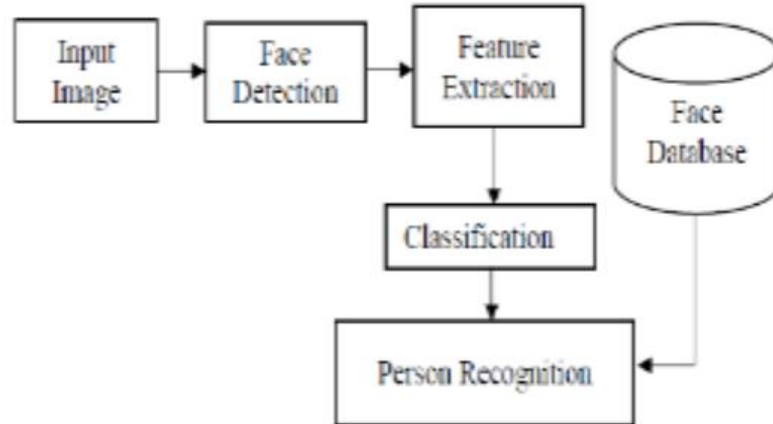 Input
Image
Face
Detection
Feature
Extraction
Face
Database
Classification
Person Recognition